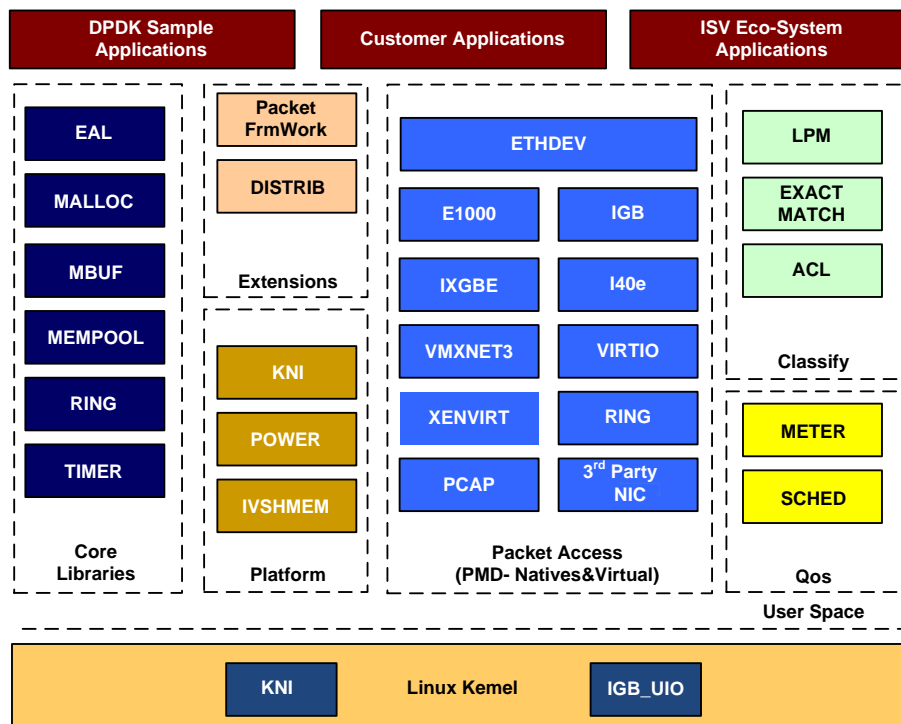 DPDK Sample
Applications
Customer Applications
ISV Eco-System
Applications
EAL
MALLOC
MBUF
MEMPOOL
RING
TIMER
Core
Libraries
Packet
FrmWork
DISTRIB
Extensions
KNI
POWER
IVSHMEM
Platform
ETHDEV
E1000
IGB
IXGBE
I40e
VMXNET3
VIRTIO
XENVIRT
RING
PCAP
3rd Party
NIC
Packet Access
(PMD- Natives&Virtual)
LPM
EXACT
MATCH
ACL
Classify
METER
SCHED
Qos
User Space
KNI
Linux Kernel
IGB_UIO